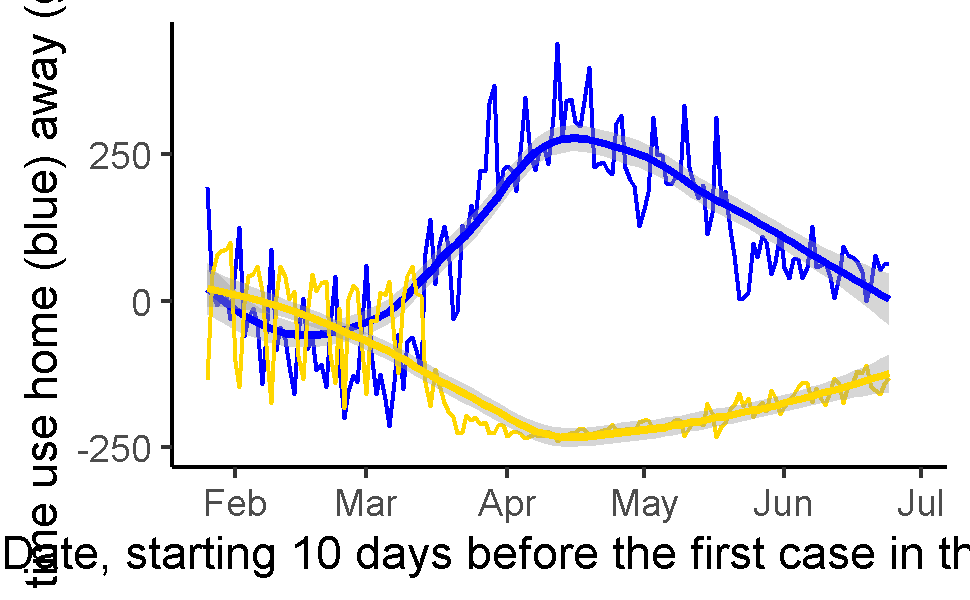 time use home (blue) away (
250
0
-250
Feb Mar Apr May Jun Jul
Date, starting 10 days before the first case in th